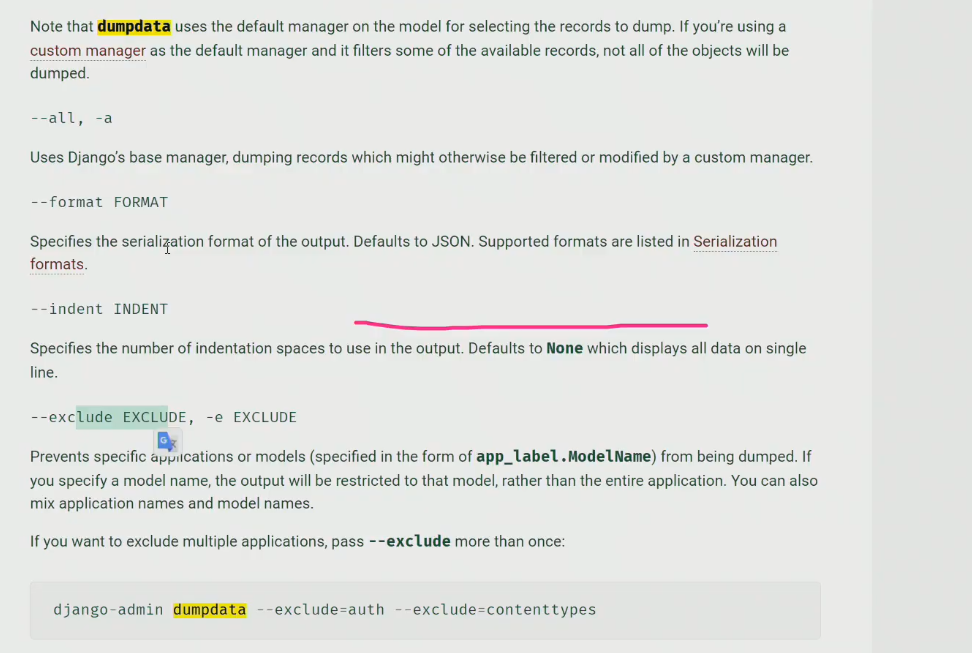 Note that dumpdata uses the default manager on the model for selecting the records to dump. If you’re using a
custom manager as the default manager and it filters some of the available records, not all of the objects will be
dumped.
--all, -a
Uses Django’s base manager, dumping records which might otherwise be filtered or modified by a custom manager.
--format FORMAT
Specifies the serialization format of the output. Defaults to JSON. Supported formats are listed in Serialization
formats.
--indent INDENT
Specifies the number of indentation spaces to use in the output. Defaults to None which displays all data on single
line.
--exclude EXCLUDE, -e EXCLUDE
Prevents specific applications or models (specified in the form of app_label.ModelName) from being dumped. If
you specify a model name, the output will be restricted to that model, rather than the entire application. You can also
mix application names and model names.
If you want to exclude multiple applications, pass --exclude more than once:
django-admin dumpdata --exclude=auth --exclude=contenttypes